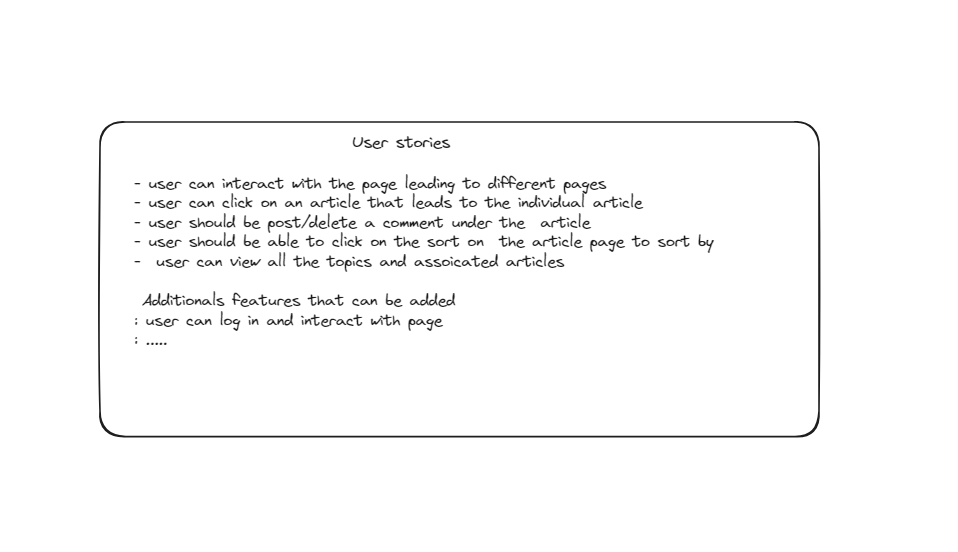 User stories
- user can interact with the page leading to different pages
- user can click on an article that leads to the individual article
- user should be post/delete a comment under the article
- user should be able to click on the sort on the article page to sort by
- user can view all the topics and assoicated articles
Additionals features that can be added
: user can log in and interact with page
: .....